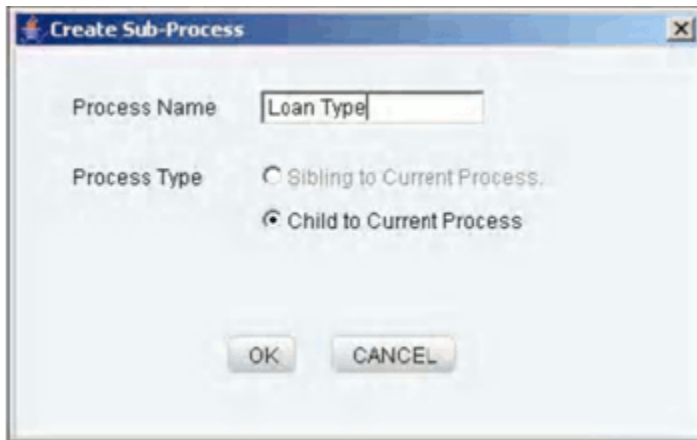 Create Sub-Process
Process Name Loan Type
Process Type Sibling to Current Process.
Child to Current Process
OK CANCEL